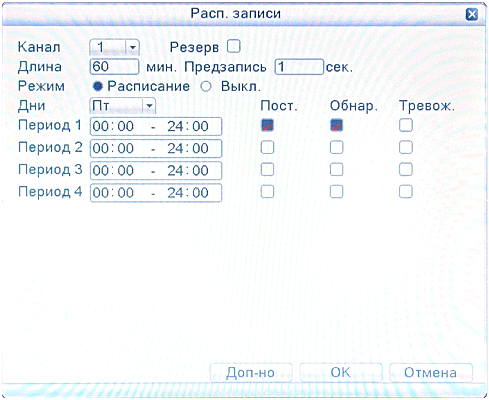 Расп. записи
Канал 1 Резерв
Длина 60 мин. Предзапись 1 сек.
Режим Расписание Выкл.
Дни Пт Пост. Обнар. Тревож.
Период 1 00:00 - 24:00
Период 2 00:00 - 24:00
Период 3 00:00 - 24:00
Период 4 00:00 - 24:00
Доп-но ОК Отмена